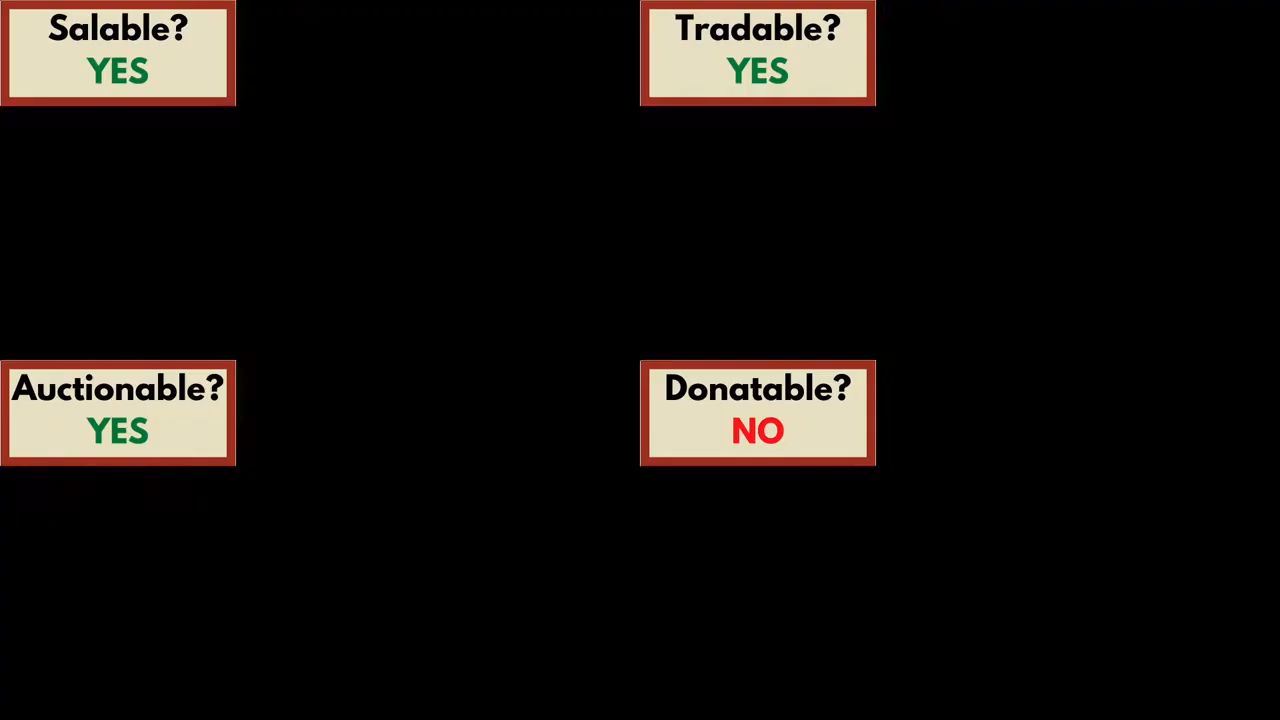 Salable?
YES
Tradable?
YES
Auctionable?
YES
Donatable?
NO